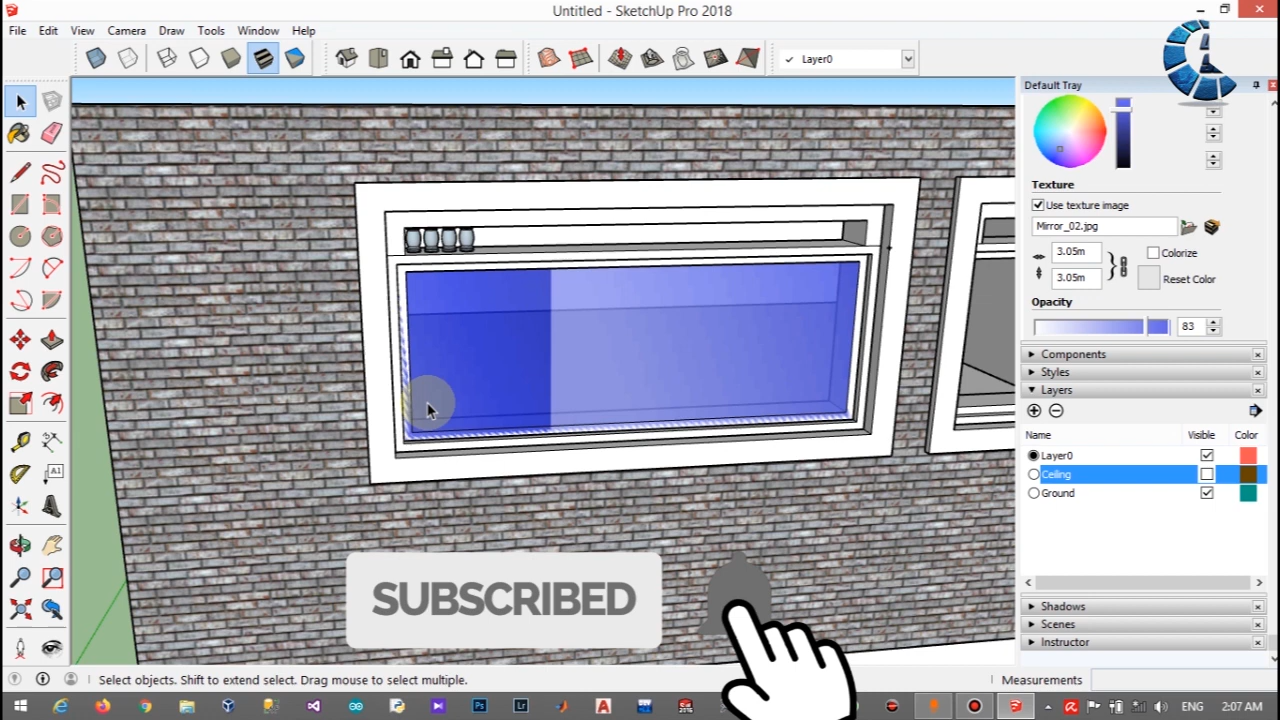 Untitled - SketchUp Pro 2018
File Edit View Camera Draw Tools Window Help
Layer0
Default Tray
Texture
Use texture image
Mirror_02.jpg
3.05m
Colorize
3.05m
Reset Color
Opacity
83
Components
Styles
Layers
Name Visible Color
Layer0
Ceiling
Ground
SUBSCRIBED
Shadows
Scenes
Instructor
Select objects. Shift to extend select. Drag mouse to select multiple.
Measurements
ENG 2:07 AM